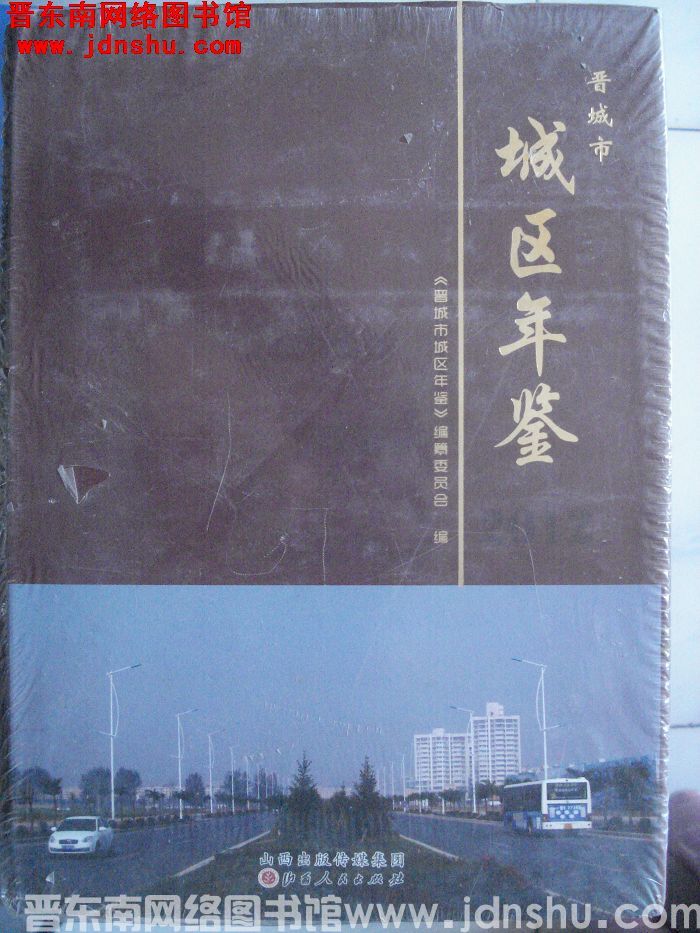 晋东南网络图书馆
www.jdnshu.com
晋城市
城区年鉴
《晋城市城区年鉴》编纂委员会 编
2012
山西出版传媒集团
山西人民出版社
晋东南网络图书馆www.jdnshu.com